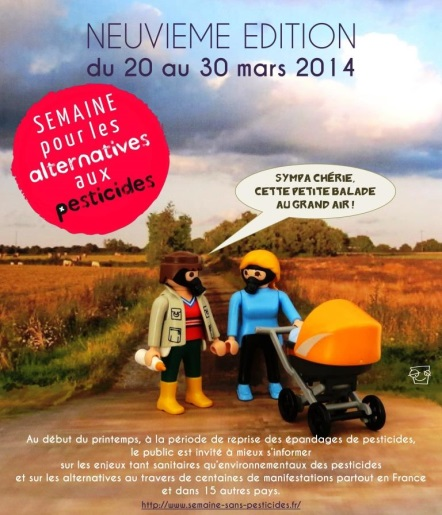 NEUVIEME EDITION
du 20 au 30 mars 2014
SEMAINE
pour les
alternatives
aux
pesticides
SYMPA CHÉRIE,
CETTE PETITE BALADE
AU GRAND AIR !
Au début du printemps, à la période de reprise des épandages de pesticides,
le public est invité à mieux s'informer
sur les enjeux tant sanitaires qu'environnementaux des pesticides
et sur les alternatives au travers de centaines de manifestations partout en France
et dans 15 autres pays.
http://www.semaine-sans-pesticides.fr/